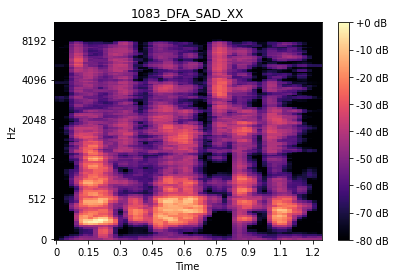 1083_DFA_SAD_XX
Hz
8192
4096
2048
1024
512
0
0
0.15
0.3
0.45
0.6
0.75
0.9
1.1
1.2
Time
+0 dB
-10 dB
-20 dB
-30 dB
-40 dB
-50 dB
-60 dB
-70 dB
-80 dB